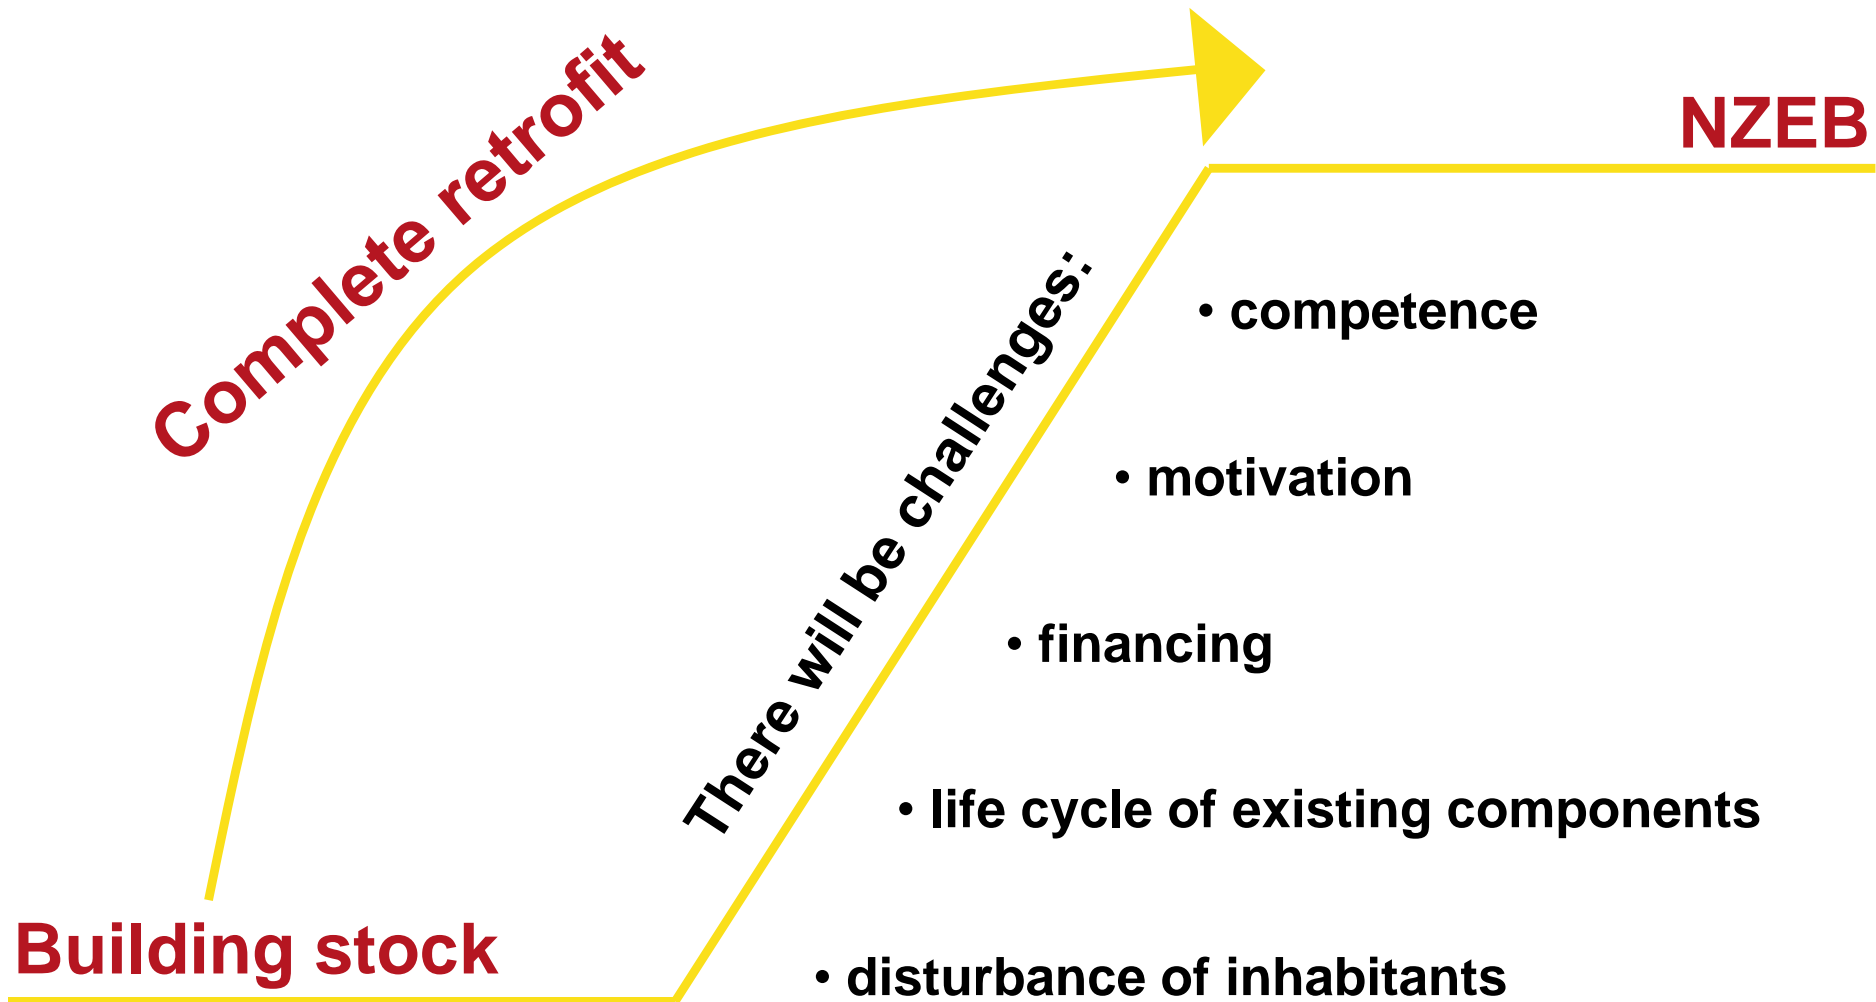 Complete retrofit
NZEB
There will be challenges:
• competence
• motivation
• financing
• life cycle of existing components
Building stock
• disturbance of inhabitants